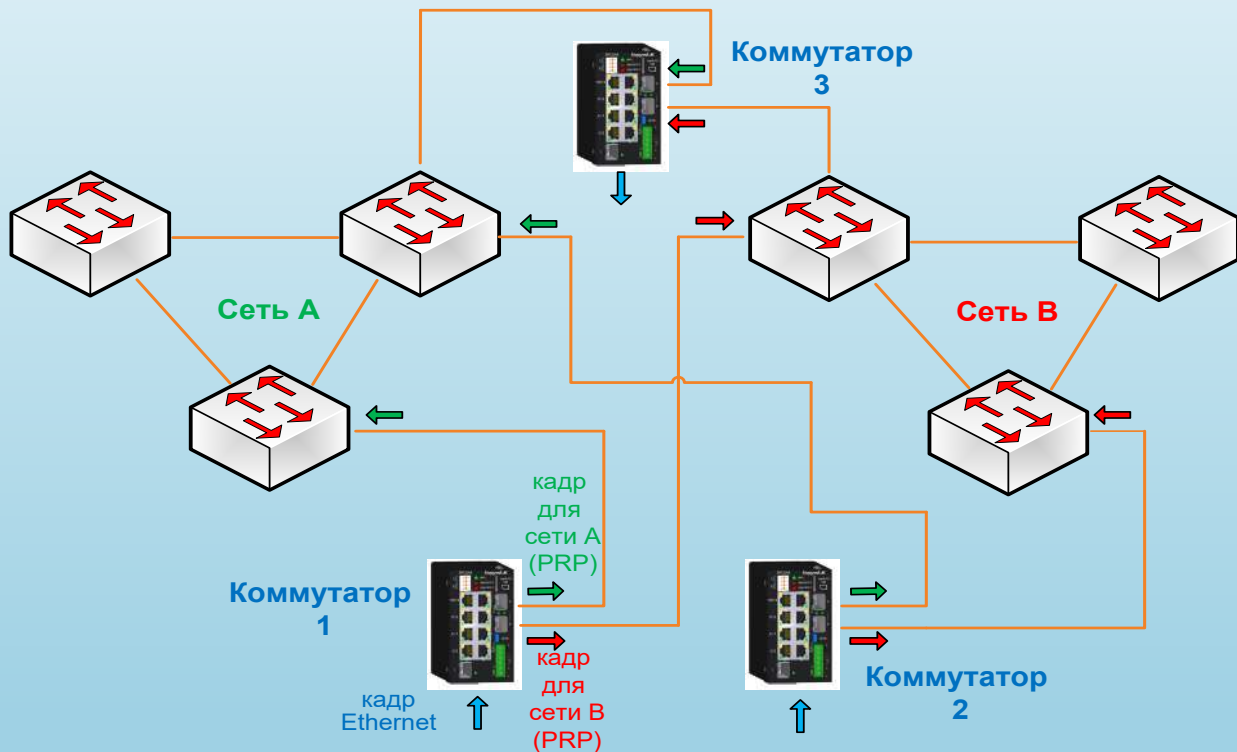 Коммутатор
3
Сеть A
Сеть B
кадр
для
сети A
(PRP)
Коммутатор
1
кадр
для
сети B
(PRP)
кадр
Ethernet
Коммутатор
2